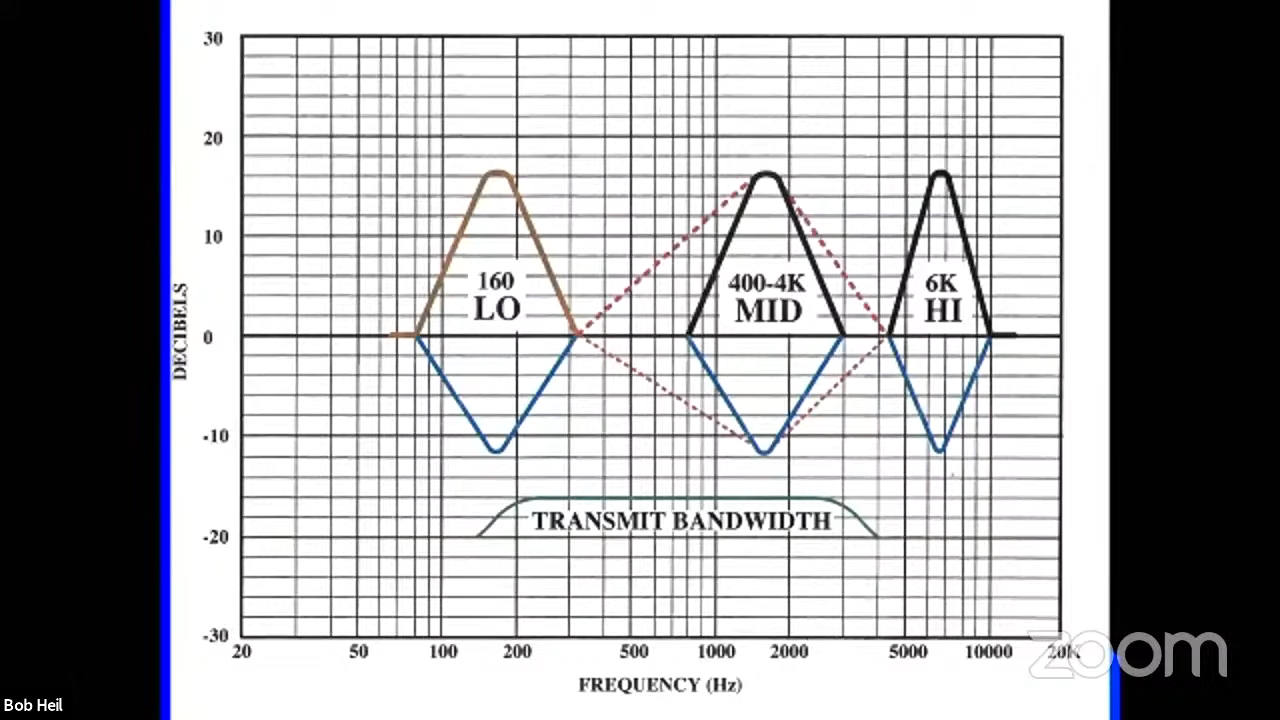 30
20
10
0
-10
-20
-30
DECIBELS
160
LO
400-4K
MID
6K
HI
TRANSMIT BANDWIDTH
20 50 100 200 500 1000 2000 5000 10000 20K
FREQUENCY (Hz)
zoom
Bob Heil